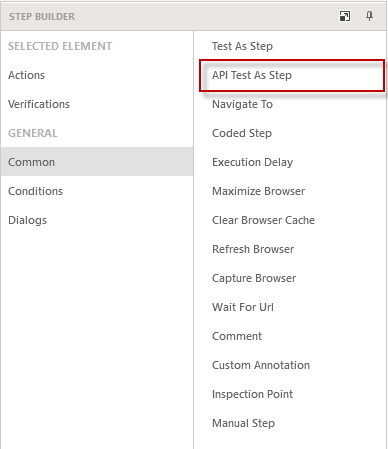 STEP BUILDER
SELECTED ELEMENT
Actions
Verifications
GENERAL
Common
Conditions
Dialogs
Test As Step
API Test As Step
Navigate To
Coded Step
Execution Delay
Maximize Browser
Clear Browser Cache
Refresh Browser
Capture Browser
Wait For Url
Comment
Custom Annotation
Inspection Point
Manual Step